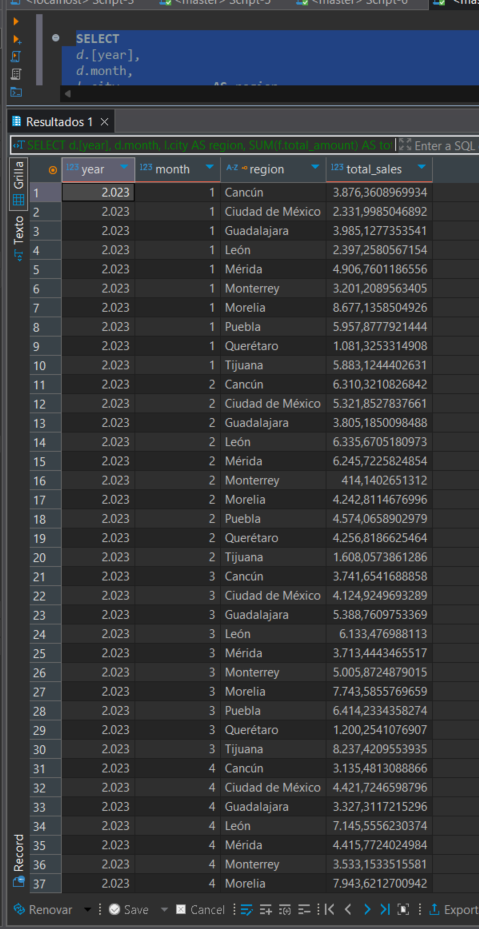 <localhost> Script-3 <master> Script-5 <master> Script-6
SELECT
d.[year],
d.month,
l.city AS region,
Resultados 1
SELECT d.[year], d.month, l.city AS region, SUM(f.total_amount) AS to Enter a SQL
Grilla
Texto
Record
123 year 123 month A-Z region 123 total_sales
1 2.023 1 Cancún 3.876,3608969934
2 2.023 1 Ciudad de México 2.331,9985046892
3 2.023 1 Guadalajara 3.985,1277353541
4 2.023 1 León 2.397,2580567154
5 2.023 1 Mérida 4.906,7601186556
6 2.023 1 Monterrey 3.201,2089563405
7 2.023 1 Morelia 8.677,1358504926
8 2.023 1 Puebla 5.957,8777921444
9 2.023 1 Querétaro 1.081,3253314908
10 2.023 1 Tijuana 5.883,1244402631
11 2.023 2 Cancún 6.310,3210826842
12 2.023 2 Ciudad de México 5.321,8527837661
13 2.023 2 Guadalajara 3.805,1850098488
14 2.023 2 León 6.335,6705180973
15 2.023 2 Mérida 6.245,7225824854
16 2.023 2 Monterrey 414,1402651312
17 2.023 2 Morelia 4.242,8114676996
18 2.023 2 Puebla 4.574,0658902979
19 2.023 2 Querétaro 4.256,8186625464
20 2.023 2 Tijuana 1.608,0573861286
21 2.023 3 Cancún 3.741,6541688858
22 2.023 3 Ciudad de México 4.124,9249693289
23 2.023 3 Guadalajara 5.388,7609753369
24 2.023 3 León 6.133,476988113
25 2.023 3 Mérida 3.713,4443465517
26 2.023 3 Monterrey 5.005,8724879015
27 2.023 3 Morelia 7.743,5855769659
28 2.023 3 Puebla 6.414,2334358274
29 2.023 3 Querétaro 1.200,2541076907
30 2.023 3 Tijuana 8.237,4209553935
31 2.023 4 Cancún 3.135,4813088866
32 2.023 4 Ciudad de México 4.421,7246598796
33 2.023 4 Guadalajara 3.327,3117215296
34 2.023 4 León 7.145,5556230374
35 2.023 4 Mérida 4.415,7724024984
36 2.023 4 Monterrey 3.533,1533515581
37 2.023 4 Morelia 7.943,6212700942
Renovar Save Cancel Export